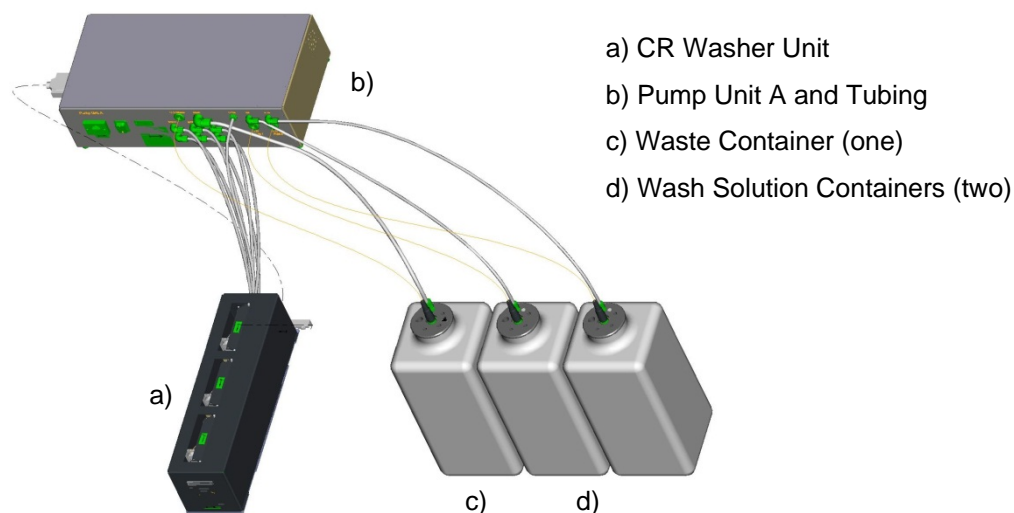 a) CR Washer Unit
b) Pump Unit A and Tubing
c) Waste Container (one)
d) Wash Solution Containers (two)
b)
a)
c)
d)